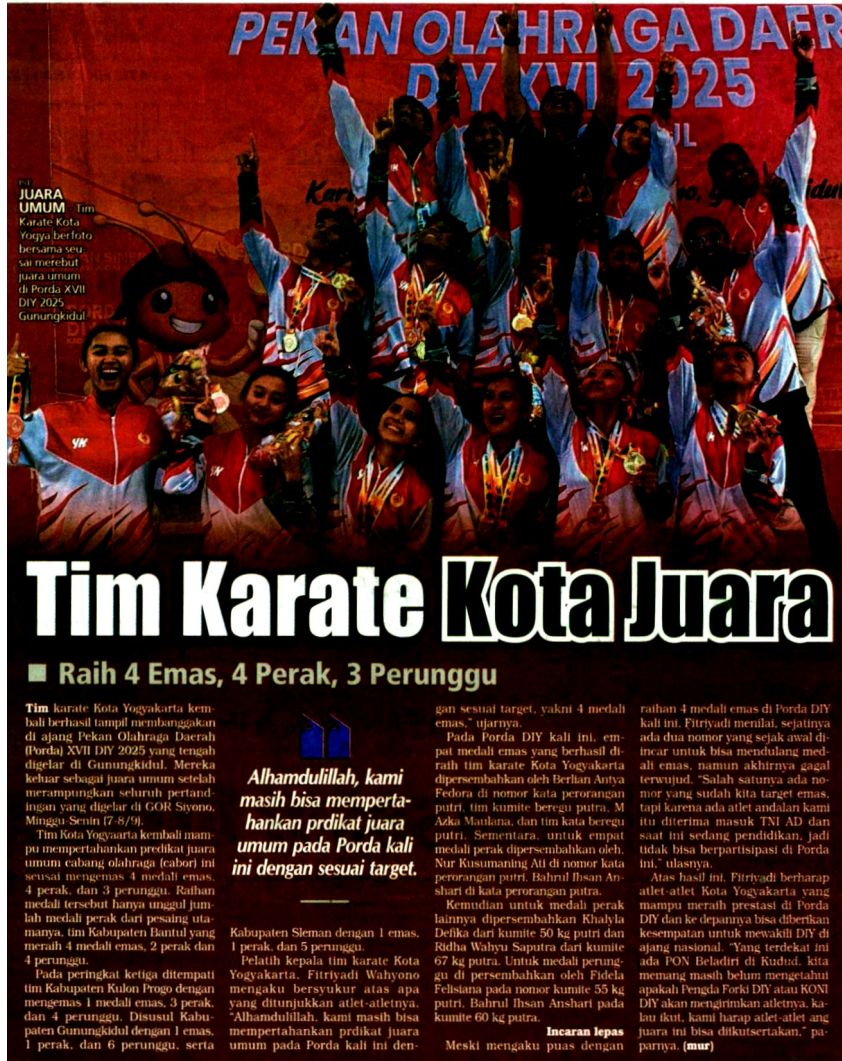 PEKAN OLAHRAGA DAER
DIY XVII 2025
UL
IST
JUARA
UMUM Tim
Karate Kota
Yogya berfoto
bersama seu-
sai merebut
juara umum
di Porda XVII
DIY 2025
Gunungkidul
Tim Karate Kota Juara
Raih 4 Emas, 4 Perak, 3 Perunggu
Tim karate Kota Yogyakarta kem-
bali berhasil tampil membanggakan
di ajang Pekan Olahraga Daerah
(Porda) XVII DIY 2025 yang tengah
digelar di Gunungkidul. Mereka
keluar sebagai juara umum setelah
merampungkan seluruh pertand-
ingan yang digelar di GOR Siyono,
Minggu-Senin (7-8/9).
Tim Kota Yogyaarta kembali mam-
pu mempertahankan predikat juara
umum cabang olahraga (cabor) ini
seusai mengemas 4 medali emas,
4 perak, dan 3 perunggu. Raihan
medali tersebut hanya unggul jum-
lah medali perak dari pesaing uta-
manya, tim Kabupaten Bantul yang
meraih 4 medali emas, 2 perak dan
4 perunggu.
Pada peringkat ketiga ditempati
tim Kabupaten Kulon Progo dengan
mengemas 1 medali emas, 3 perak,
dan 4 perunggu. Disusul Kabu-
paten Gunungkidul dengan 1 emas,
1 perak, dan 6 perunggu, serta
Alhamdulillah, kami
masih bisa memperta-
hankan prdikat juara
umum pada Porda kali
ini dengan sesuai target.
Kabupaten Sleman dengan 1 emas,
1 perak, dan 5 perunggu.
Pelatih kepala tim karate Kota
Yogyakarta, Fitriyadi Wahyono
mengaku bersyukur atas apa
yang ditunjukkan atlet-atletnya.
"Alhamdulillah, kami masih bisa
mempertahankan prdikat juara
umum pada Porda kali ini den-
gan sesuai target, yakni 4 medali
emas," ujarnya.
Pada Porda DIY kali ini, em-
pat medali emas yang berhasil di-
raih tim karate Kota Yogyakarta
dipersembahkan oleh Berlian Antya
Fedora di nomor kata perorangan
putri, tim kumite beregu putra, M
Azka Maulana, dan tim kata beregu
putri. Sementara, untuk empat
medali perak dipersembahkan oleh,
Nur Kusumaning Ati di nomor kata
perorangan putri, Bahrul Ihsan An-
shari di kata perorangan putra.
Kemudian untuk medali perak
lainnya dipersembahkan Khalyla
Defika dari kumite 50 kg putri dan
Ridha Wahyu Saputra dari kumite
67 kg putra. Untuk medali perung-
gu di persembahkan oleh Fidela
Felisiana pada nomor kumite 55 kg
putri, Bahrul Ihsan Anshari pada
kumite 60 kg putra.
Incaran lepas
Meski mengaku puas dengan
raihan 4 medali emas di Porda DIY
kali ini, Fitriyadi menilai, sejatinya
ada dua nomor yang sejak awal di-
incar untuk bisa mendulang med-
ali emas, namun akhirnya gagal
terwujud. "Salah satunya ada no-
mor yang sudah kita target emas,
tapi karena ada atlet andalan kami
itu diterima masuk TNI AD dan
saat ini sedang pendidikan, jadi
tidak bisa berpartisipasi di Porda
ini," ulasnya.
Atas hasil ini, Fitriyadi berharap
atlet-atlet Kota Yogyakarta yang
mampu meraih prestasi di Porda
DIY dan ke depannya bisa diberikan
kesempatan untuk mewakili DIY di
ajang nasional. "Yang terdekat ini
ada PON Beladiri di Kudud, kita
memang masih belum mengetahui
apakah Pengda Forki DIY atau KONI
DIY akan mengirimkan atletnya, ka-
lau ikut, kami harap atlet-atlet ang
juara ini bisa diikutsertakan," pa-
parnya. (mur)